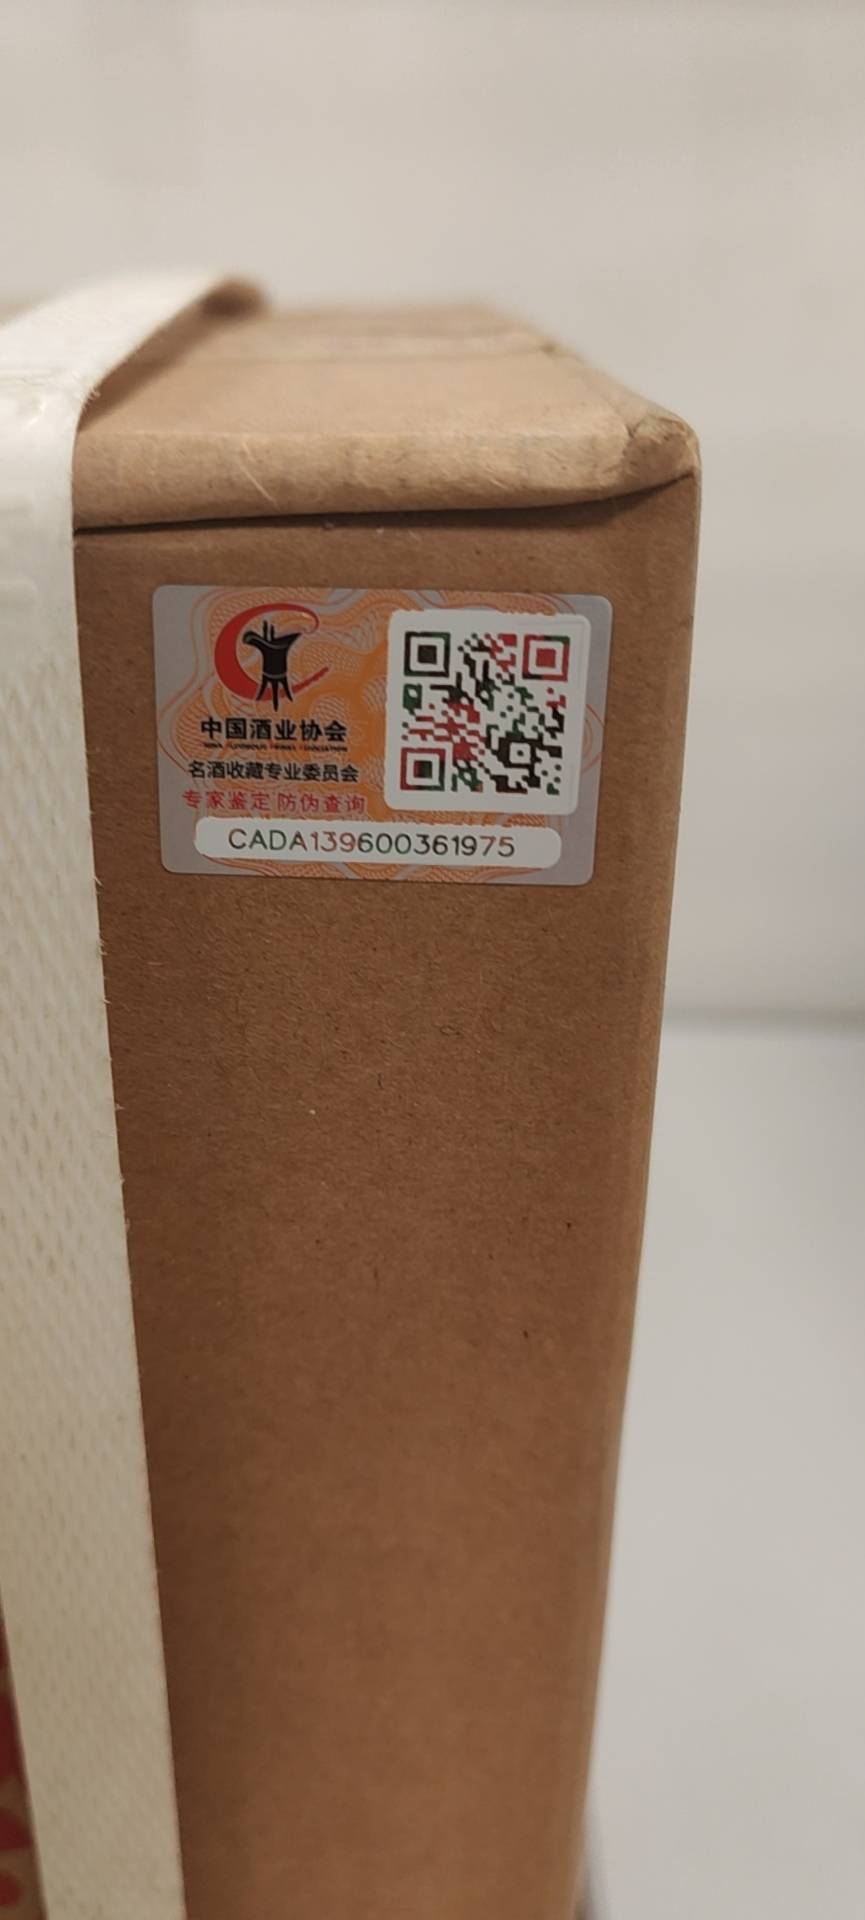 中国酒业协会
名酒收藏专业委员会
专家鉴定 防伪查询
CADA139600361975